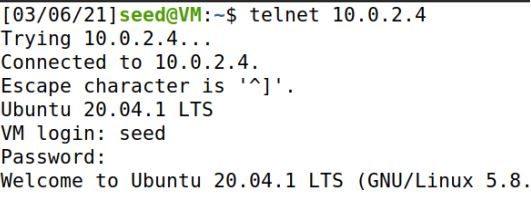 [03/06/21]seed@VM:~$ telnet 10.0.2.4
Trying 10.0.2.4...
Connected to 10.0.2.4.
Escape character is '^]'.
Ubuntu 20.04.1 LTS
VM login: seed
Password:
Welcome to Ubuntu 20.04.1 LTS (GNU/Linux 5.8.